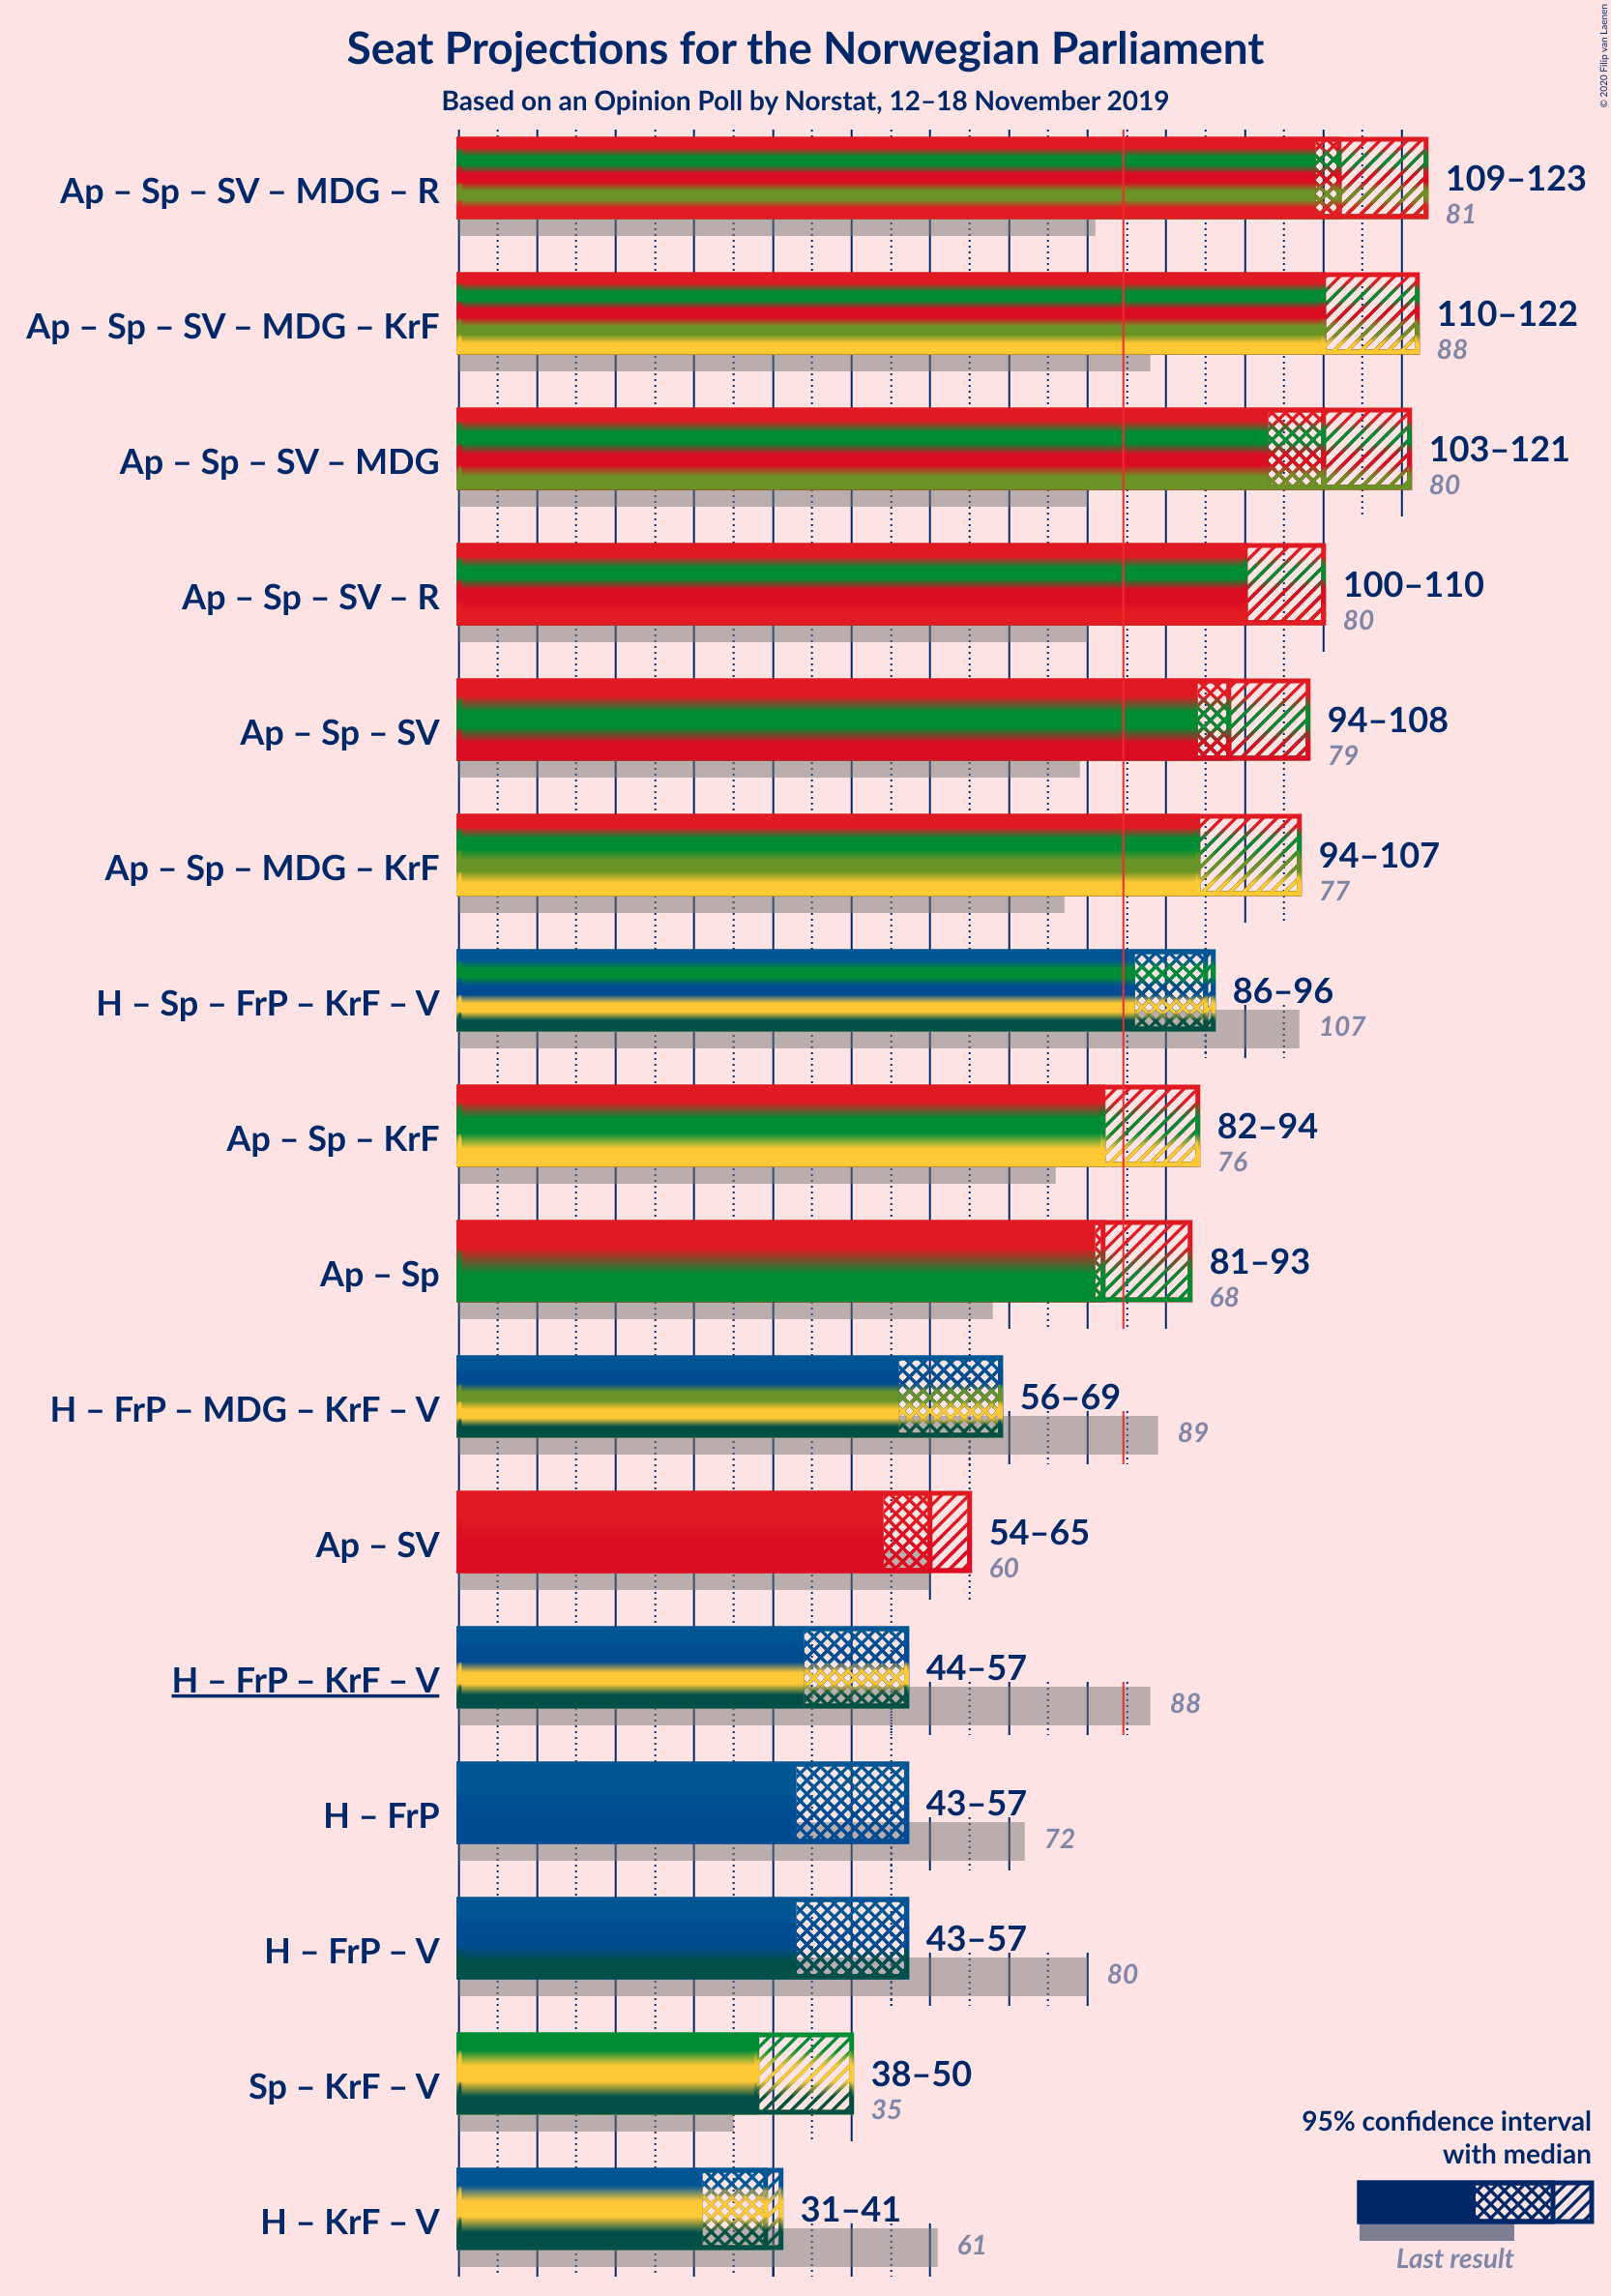 © 2020 Filip van Laenen
Seat Projections for the Norwegian Parliament
Based on an Opinion Poll by Norstat, 12–18 November 2019
Ap – Sp – SV – MDG – R
109–123
81
Ap – Sp – SV – MDG – KrF
110–122
88
Ap – Sp – SV – MDG
103–121
80
Ap – Sp – SV – R
100–110
80
Ap – Sp – SV
94–108
79
Ap – Sp – MDG – KrF
94–107
77
H – Sp – FrP – KrF – V
86–96
107
Ap – Sp – KrF
82–94
76
Ap – Sp
81–93
68
H – FrP – MDG – KrF – V
56–69
89
Ap – SV
54–65
60
H – FrP – KrF – V
44–57
88
H – FrP
43–57
72
H – FrP – V
43–57
80
Sp – KrF – V
38–50
35
H – KrF – V
31–41
61
95% confidence interval
with median
Last result